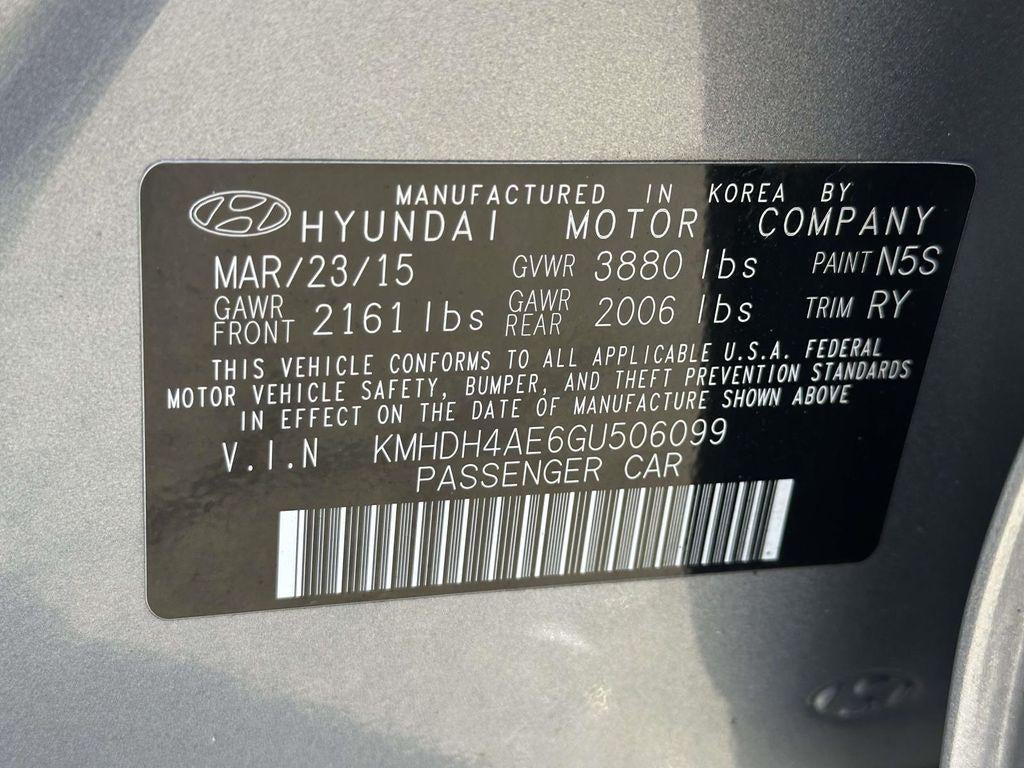 MANUFACTURED IN KOREA BY
HYUNDAI MOTOR COMPANY
MAR/23/15 GVWR 3880 lbs PAINT N5S
GAWR FRONT 2161 lbs GAWR REAR 2006 lbs TRIM RY
THIS VEHICLE CONFORMS TO ALL APPLICABLE U.S.A. FEDERAL
MOTOR VEHICLE SAFETY, BUMPER, AND THEFT PREVENTION STANDARDS
IN EFFECT ON THE DATE OF MANUFACTURE SHOWN ABOVE
V.I.N KMHDH4AE6GU506099
PASSENGER CAR